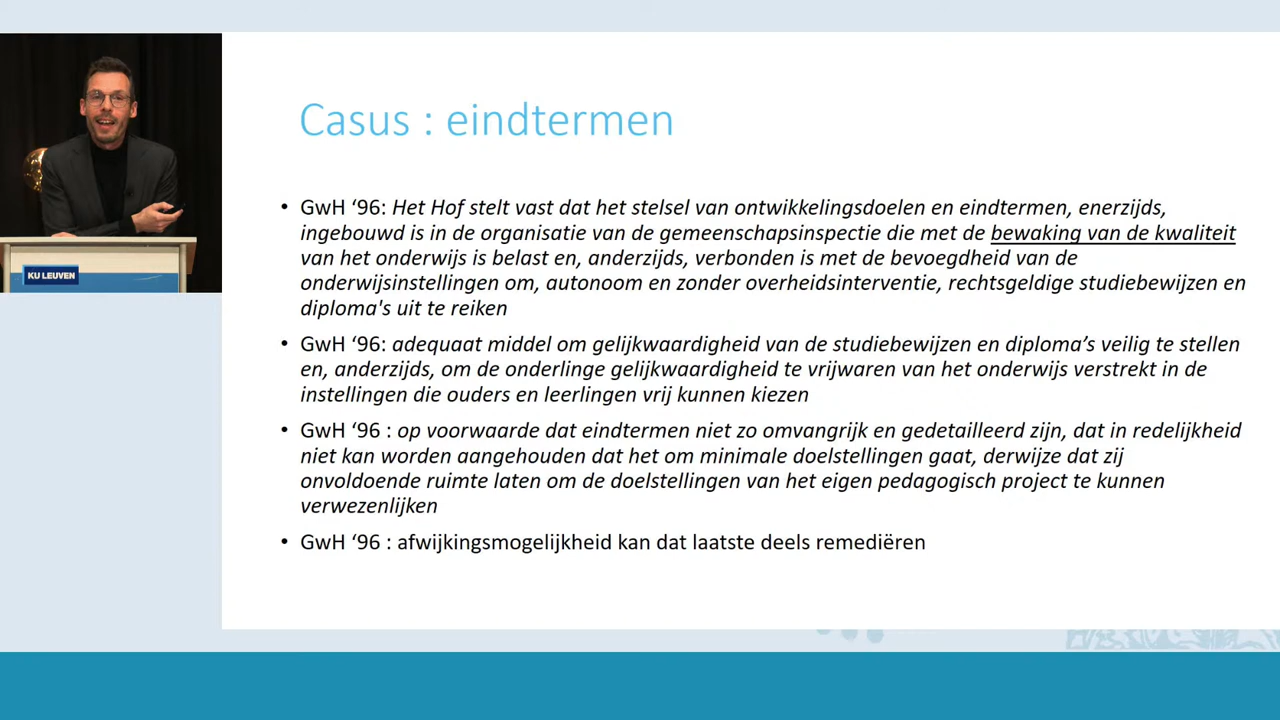 Casus : eindtermen
KU LEUVEN
• GwH ‘96: Het Hof stelt vast dat het stelsel van ontwikkelingsdoelen en eindtermen, enerzijds,
ingebouwd is in de organisatie van de gemeenschapsinspectie die met de bewaking van de kwaliteit
van het onderwijs is belast en, anderzijds, verbonden is met de bevoegdheid van de
onderwijsinstellingen om, autonoom en zonder overheidsinterventie, rechtsgeldige studiebewijzen en
diploma's uit te reiken
• GwH ‘96: adequaat middel om gelijkwaardigheid van de studiebewijzen en diploma’s veilig te stellen
en, anderzijds, om de onderlinge gelijkwaardigheid te vrijwaren van het onderwijs verstrekt in de
instellingen die ouders en leerlingen vrij kunnen kiezen
• GwH ‘96 : op voorwaarde dat eindtermen niet zo omvangrijk en gedetailleerd zijn, dat in redelijkheid
niet kan worden aangehouden dat het om minimale doelstellingen gaat, derwijze dat zij
onvoldoende ruimte laten om de doelstellingen van het eigen pedagogisch project te kunnen
verwezenlijken
• GwH ‘96 : afwijkingsmogelijkheid kan dat laatste deels remediëren